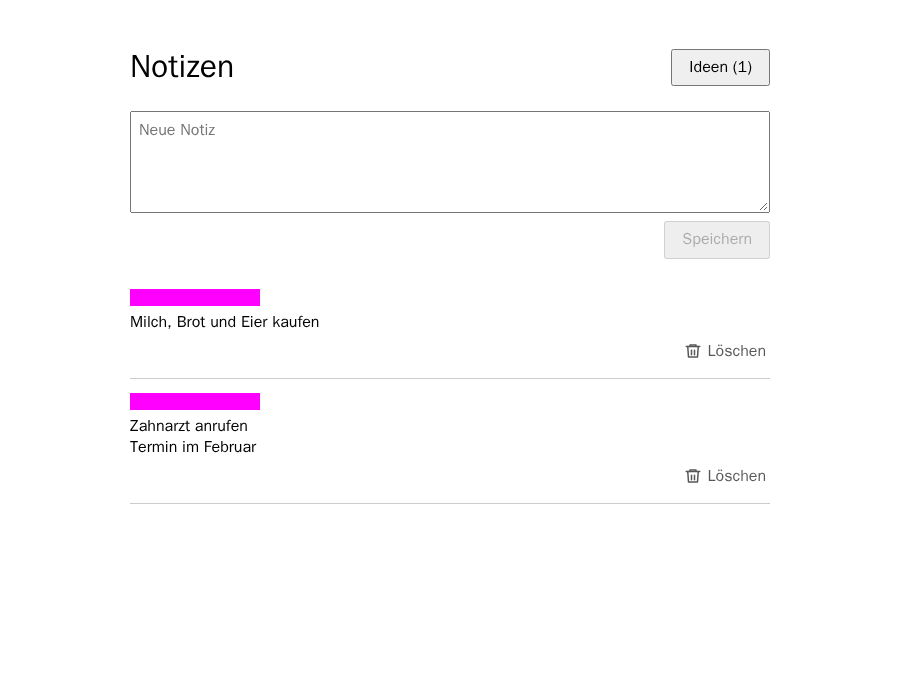 Notizen
Ideen (1)
Neue Notiz
Speichern
Milch, Brot und Eier kaufen
Löschen
Zahnarzt anrufen
Termin im Februar
Löschen